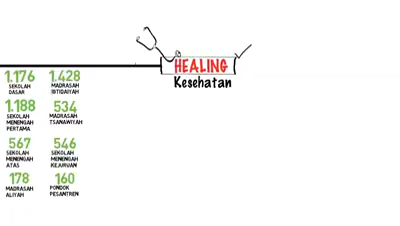 HEALING
Kesehatan
1.176 1.428
SEKOLAH DASAR
MADRASAH IBTIDAIYAH
1.188 534
SEKOLAH MENENGAH PERTAMA
MADRASAH TSANAWIYAH
567 546
SEKOLAH MENENGAH ATAS
SEKOLAH MENENGAH KEJURUAN
178 160
MADRASAH ALIYAH
PONDOK PESANTREN